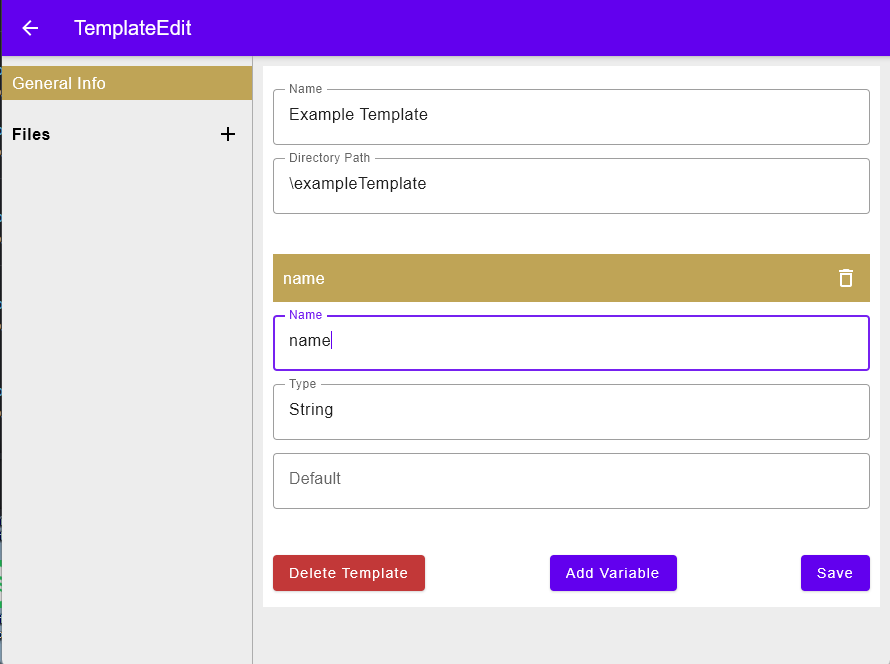 TemplateEdit
General Info
Files
Name
Example Template
Directory Path
\exampleTemplate
name
Name
name
Type
String
Default
Delete Template
Add Variable
Save